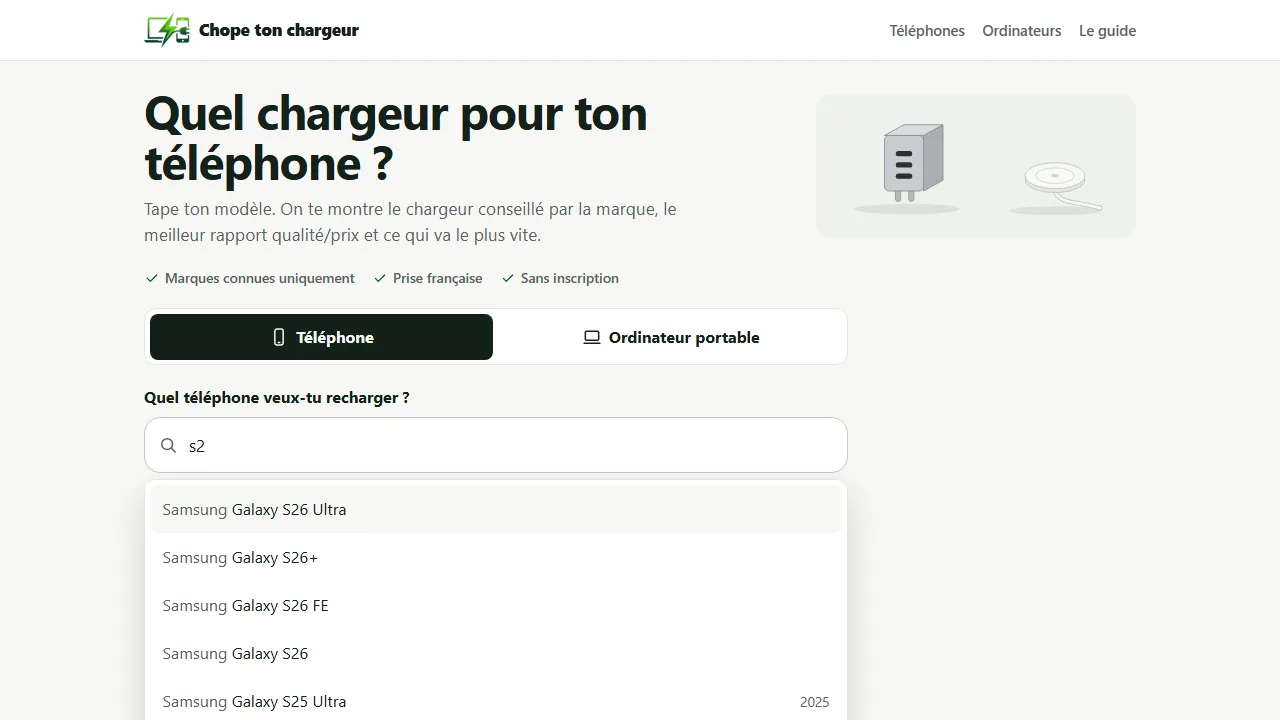 Chope ton chargeur
Téléphones
Ordinateurs
Le guide
Quel chargeur pour ton
téléphone ?
Tape ton modèle. On te montre le chargeur conseillé par la marque, le
meilleur rapport qualité/prix et ce qui va le plus vite.
Marques connues uniquement
Prise française
Sans inscription
Téléphone
Ordinateur portable
Quel téléphone veux-tu recharger ?
s2
Samsung Galaxy S26 Ultra
Samsung Galaxy S26+
Samsung Galaxy S26 FE
Samsung Galaxy S26
Samsung Galaxy S25 Ultra 2025